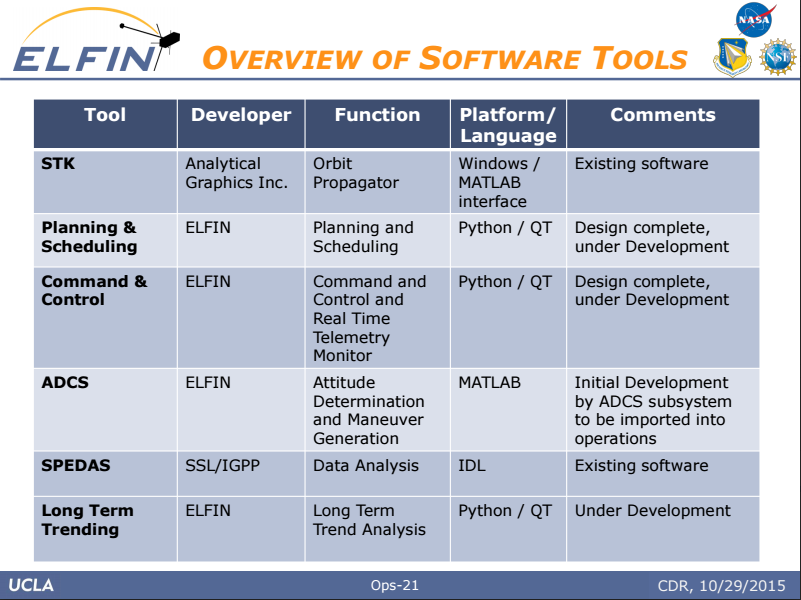 ELFIN
OVERVIEW OF SOFTWARE TOOLS
NASA
NSF
Tool
Developer
Function
Platform/
Language
Comments
STK
Analytical
Graphics Inc.
Orbit
Propagator
Windows /
MATLAB
interface
Existing software
Planning &
Scheduling
ELFIN
Planning and
Scheduling
Python / QT
Design complete,
under Development
Command &
Control
ELFIN
Command and
Control and
Real Time
Telemetry
Monitor
Python / QT
Design complete,
under Development
ADCS
ELFIN
Attitude
Determination
and Maneuver
Generation
MATLAB
Initial Development
by ADCS subsystem
to be imported into
operations
SPEDAS
SSL/IGPP
Data Analysis
IDL
Existing software
Long Term
Trending
ELFIN
Long Term
Trend Analysis
Python / QT
Under Development
UCLA
Ops-21
CDR, 10/29/2015